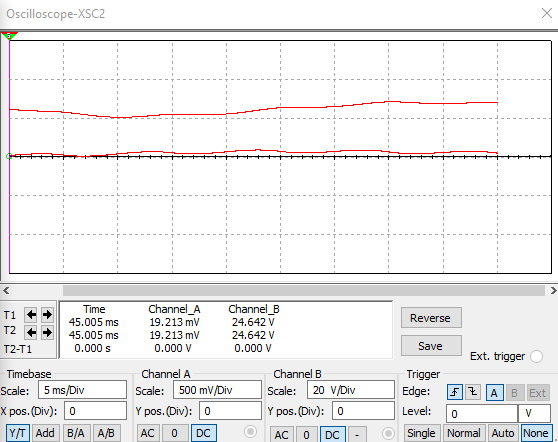 Oscilloscope-XSC2
Time Channel_A Channel_B
T1 45.005 ms 19.213 mV 24.642 V
T2 45.005 ms 19.213 mV 24.642 V
T2-T1 0.000 s 0.000 V 0.000 V
Reverse
Save
Ext. trigger
Timebase Channel A Channel B Trigger
Scale: 5 ms/Div Scale: 500 mV/Div Scale: 20 V/Div Edge: A B Ext
X pos.(Div): 0 Y pos.(Div): 0 Y pos.(Div): 0 Level: 0 V
Y/T Add B/A A/B AC 0 DC AC 0 DC - Single Normal Auto None